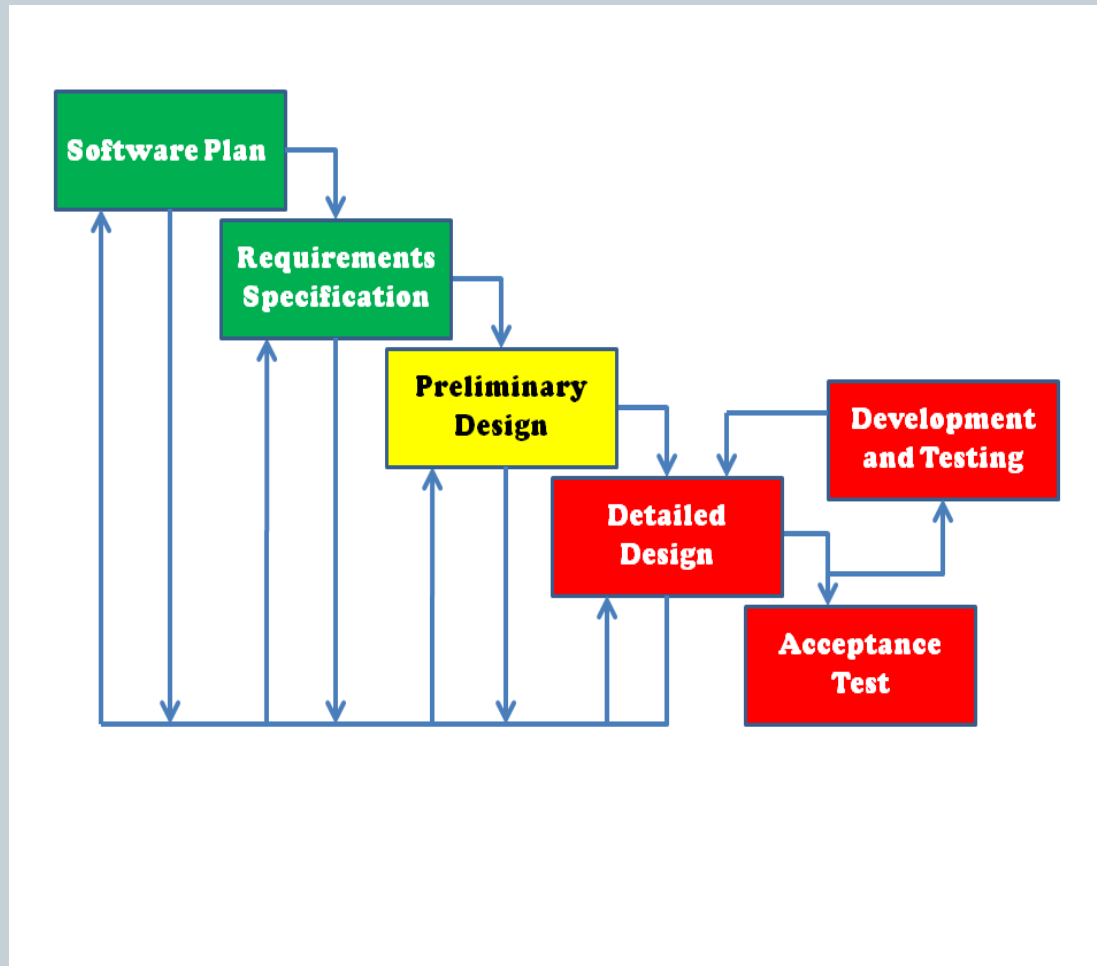 Software Plan
Requirements
Specification
Preliminary
Design
Development
and Testing
Detailed
Design
Acceptance
Test